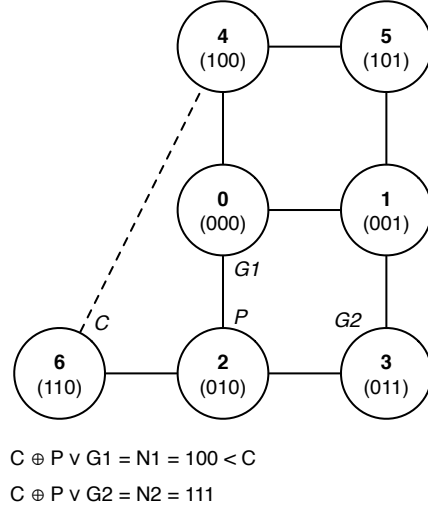 4
(100)
5
(101)
0
(000)
1
(001)
G1
P
G2
C
6
(110)
2
(010)
3
(011)
C ⊕ P ∨ G1 = N1 = 100 < C
C ⊕ P ∨ G2 = N2 = 111